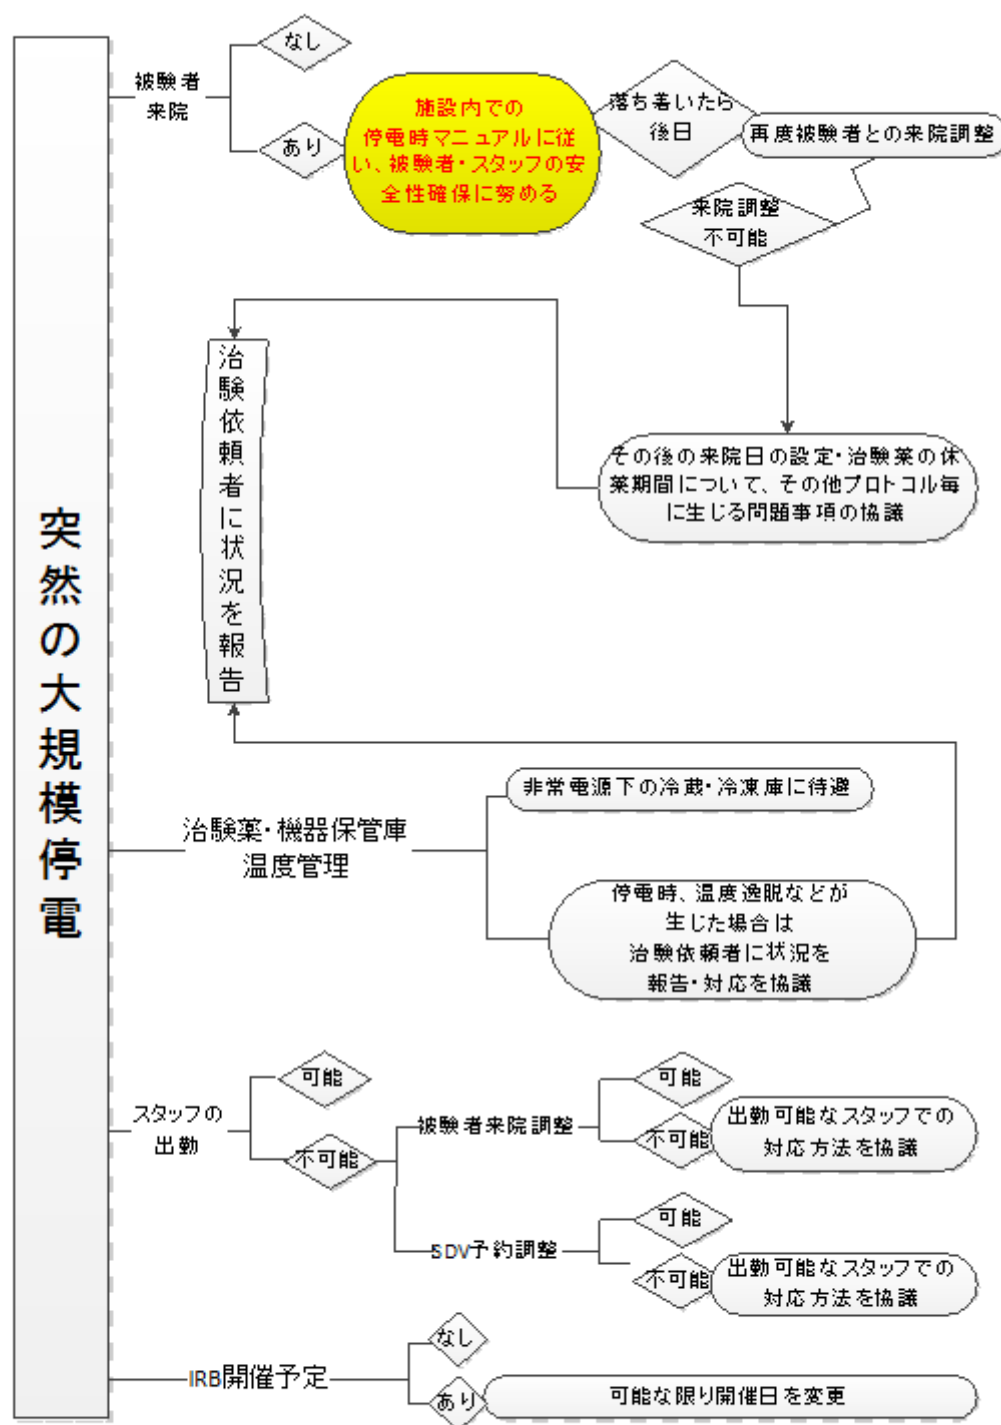 突然の大規模停電
被験者
来院
なし
あり
施設内での
停電時マニュアルに従
い、被験者・スタッフの安
全性確保に努める
落ち着いたら
後日
再度被験者との来院調整
来院調整
不可能
その後の来院日の設定・治験薬の休
薬期間について、その他プロトコル毎
に生じる問題事項の協議
治験依頼者に状況を報告
治験薬・機器保管庫
温度管理
非常電源下の冷蔵・冷凍庫に待避
停電時、温度逸脱などが
生じた場合は
治験依頼者に状況を
報告・対応を協議
スタッフの
出勤
可能
不可能
被験者来院調整
可能
不可能
出勤可能なスタッフでの
対応方法を協議
SDV予約調整
可能
不可能
出勤可能なスタッフでの
対応方法を協議
IRB開催予定
なし
あり
可能な限り開催日を変更